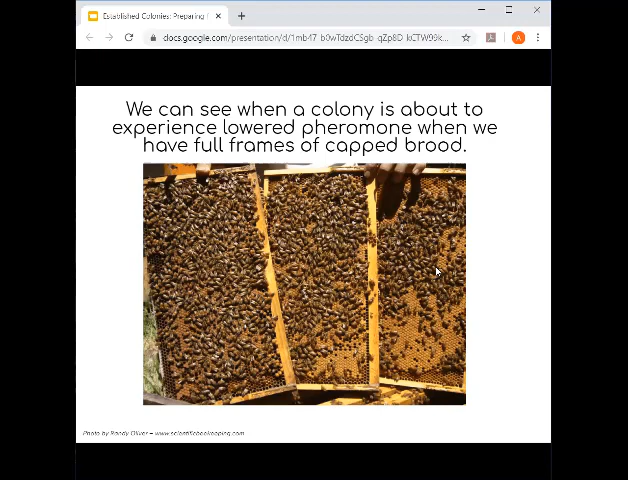 Established Colonies: Preparing f
docs.google.com/presentation/d/1mb47
We can see when a colony is about to
experience lowered pheromone when we
have full frames of capped brood.
Photo by Randy Oliver – www.scientificbeekeeping.com
A